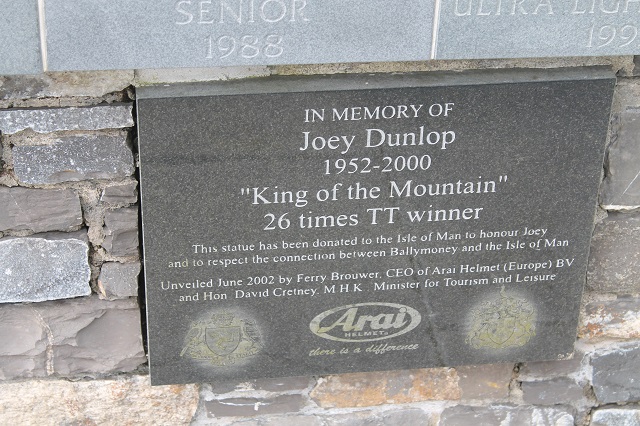 SENIOR
1988
ULTRA
IN MEMORY OF
Joey Dunlop
1952-2000
"King of the Mountain"
26 times TT winner
This statue has been donated to the Isle of Man to honour Joey
and to respect the connection between Ballymoney and the Isle of Man
Unveiled June 2002 by Ferry Brouwer, CEO of Arai Helmet (Europe) BV
and Hon David Cretney. M.H.K. Minister for Tourism and Leisure
Arai
HELMET
there is a difference